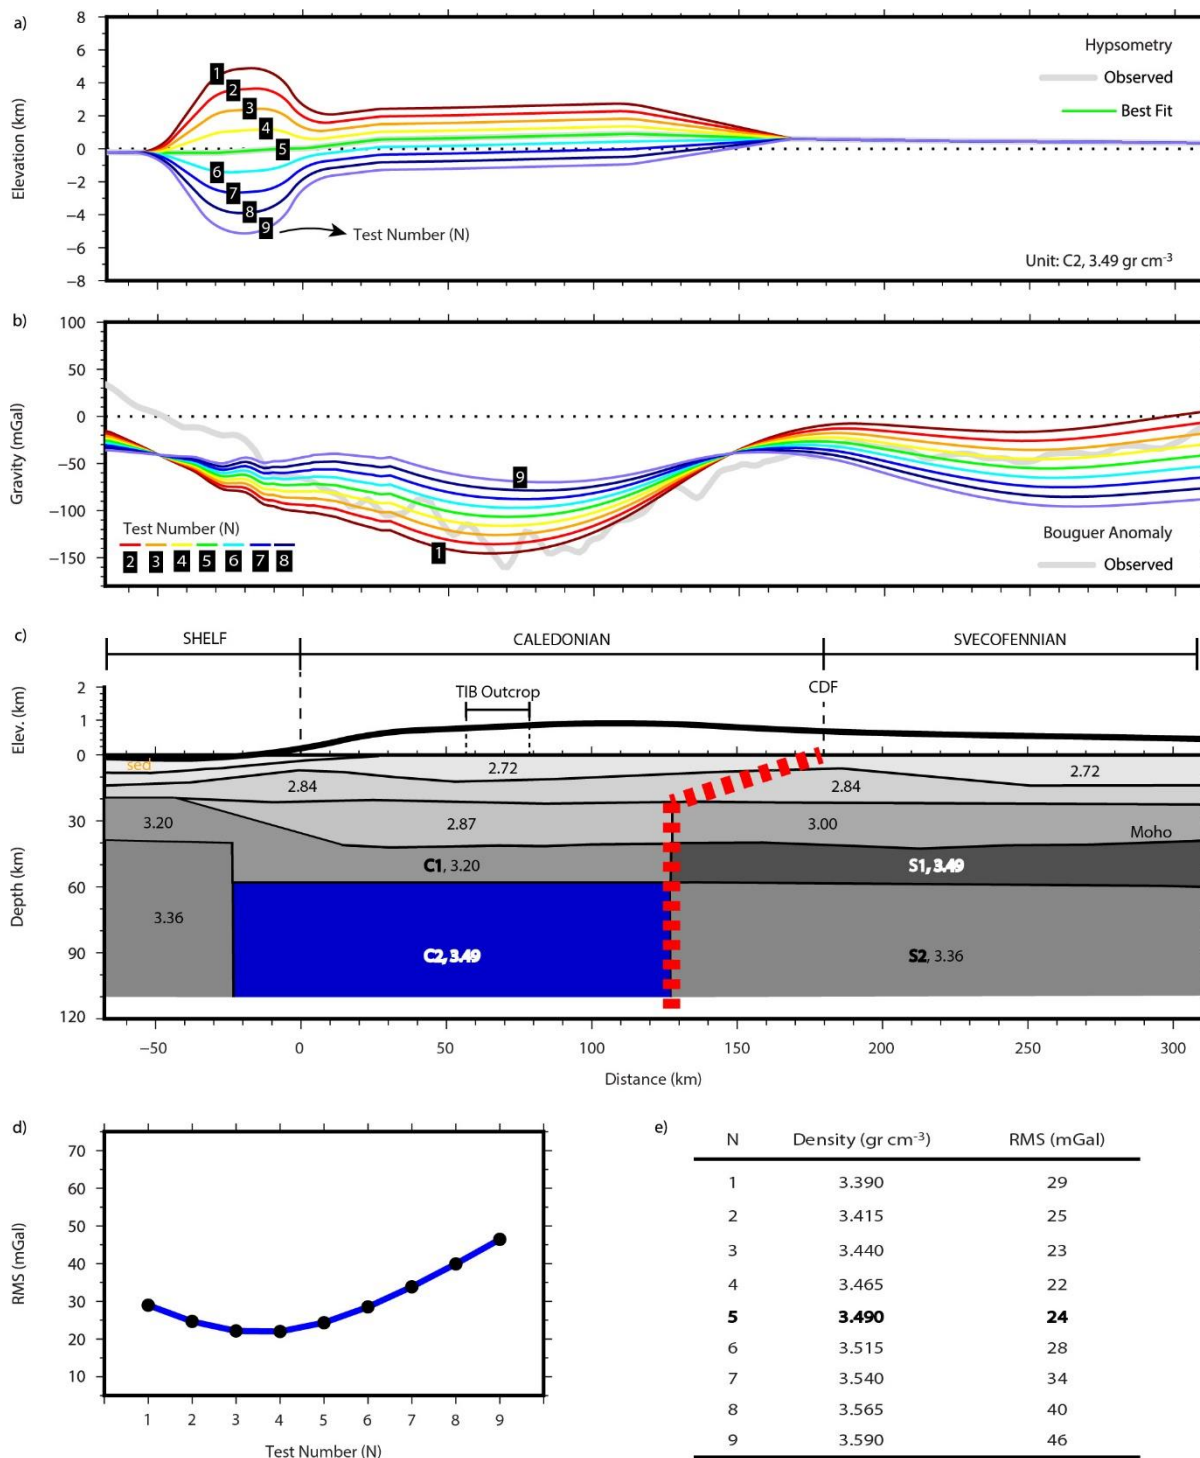 a)
8
6
4
2
0
−2
−4
−6
−8
Elevation (km)
1
2
3
4
5
6
7
8
9
Test Number (N)
Hypsometry
Observed
Best Fit
Unit: C2, 3.49 gr cm-3
b)
100
50
0
−50
−100
−150
Gravity (mGal)
9
1
Test Number (N)
2 3 4 5 6 7 8
Bouguer Anomaly
Observed
c)
SHELF CALEDONIAN SVECOFENNIAN
TIB Outcrop CDF
2
1
0
Elev. (km)
30
60
90
120
Depth (km)
sed
2.72 2.72
2.84 2.84
3.20 2.87 3.00 Moho
C1, 3.20 S1, 3.49
3.36 C2, 3.49 S2, 3.36
−50 0 50 100 150 200 250 300
Distance (km)
d)
70
60
50
40
30
20
10
RMS (mGal)
1 2 3 4 5 6 7 8 9
Test Number (N)
e)
N Density (gr cm-3) RMS (mGal)
1 3.390 29
2 3.415 25
3 3.440 23
4 3.465 22
5 3.490 24
6 3.515 28
7 3.540 34
8 3.565 40
9 3.590 46